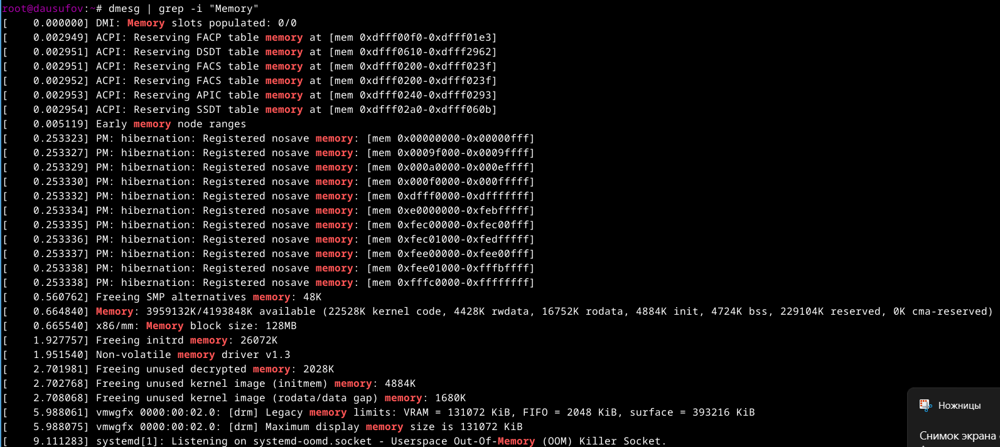 root@dausufov:~# dmesg | grep -i "Memory"
[    0.000000] DMI: Memory slots populated: 0/0
[    0.002949] ACPI: Reserving FACP table memory at [mem 0xdfff00f0-0xdfff01e3]
[    0.002951] ACPI: Reserving DSDT table memory at [mem 0xdfff0610-0xdfff2962]
[    0.002951] ACPI: Reserving FACS table memory at [mem 0xdfff0200-0xdfff023f]
[    0.002952] ACPI: Reserving FACS table memory at [mem 0xdfff0200-0xdfff023f]
[    0.002953] ACPI: Reserving APIC table memory at [mem 0xdfff0240-0xdfff0293]
[    0.002954] ACPI: Reserving SSDT table memory at [mem 0xdfff02a0-0xdfff060b]
[    0.005119] Early memory node ranges
[    0.253323] PM: hibernation: Registered nosave memory: [mem 0x00000000-0x00000fff]
[    0.253327] PM: hibernation: Registered nosave memory: [mem 0x0009f000-0x0009ffff]
[    0.253329] PM: hibernation: Registered nosave memory: [mem 0x000a0000-0x000effff]
[    0.253330] PM: hibernation: Registered nosave memory: [mem 0x000f0000-0x000fffff]
[    0.253332] PM: hibernation: Registered nosave memory: [mem 0xdfff0000-0xdfffffff]
[    0.253334] PM: hibernation: Registered nosave memory: [mem 0xe0000000-0xfebfffff]
[    0.253335] PM: hibernation: Registered nosave memory: [mem 0xfec00000-0xfec00fff]
[    0.253336] PM: hibernation: Registered nosave memory: [mem 0xfec01000-0xfedfffff]
[    0.253337] PM: hibernation: Registered nosave memory: [mem 0xfee00000-0xfee00fff]
[    0.253338] PM: hibernation: Registered nosave memory: [mem 0xfee01000-0xfffbffff]
[    0.253338] PM: hibernation: Registered nosave memory: [mem 0xfffc0000-0xffffffff]
[    0.560762] Freeing SMP alternatives memory: 48K
[    0.664840] Memory: 3959132K/4193848K available (22528K kernel code, 4428K rwdata, 16752K rodata, 4884K init, 4724K bss, 229104K reserved, 0K cma-reserved)
[    0.665540] x86/mm: Memory block size: 128MB
[    1.927757] Freeing initrd memory: 26072K
[    1.951540] Non-volatile memory driver v1.3
[    2.701981] Freeing unused decrypted memory: 2028K
[    2.702768] Freeing unused kernel image (initmem) memory: 4884K
[    2.708068] Freeing unused kernel image (rodata/data gap) memory: 1680K
[    5.988061] vmwgfx 0000:00:02.0: [drm] Legacy memory limits: VRAM = 131072 KiB, FIFO = 2048 KiB, surface = 393216 KiB
[    5.988075] vmwgfx 0000:00:02.0: [drm] Maximum display memory size is 131072 KiB
[    9.111283] systemd[1]: Listening on systemd-oomd.socket - Userspace Out-Of-Memory (OOM) Killer Socket.
Ножницы
Снимок экрана